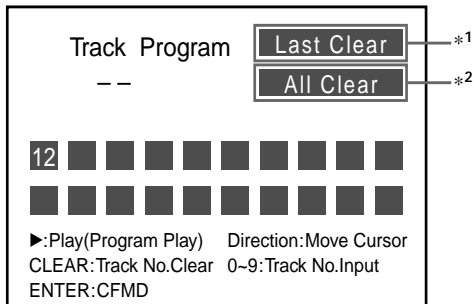 Track Program Last Clear *1
– – All Clear *2
12
▶:Play(Program Play) Direction:Move Cursor
CLEAR:Track No.Clear 0~9:Track No.Input
ENTER:CFMD